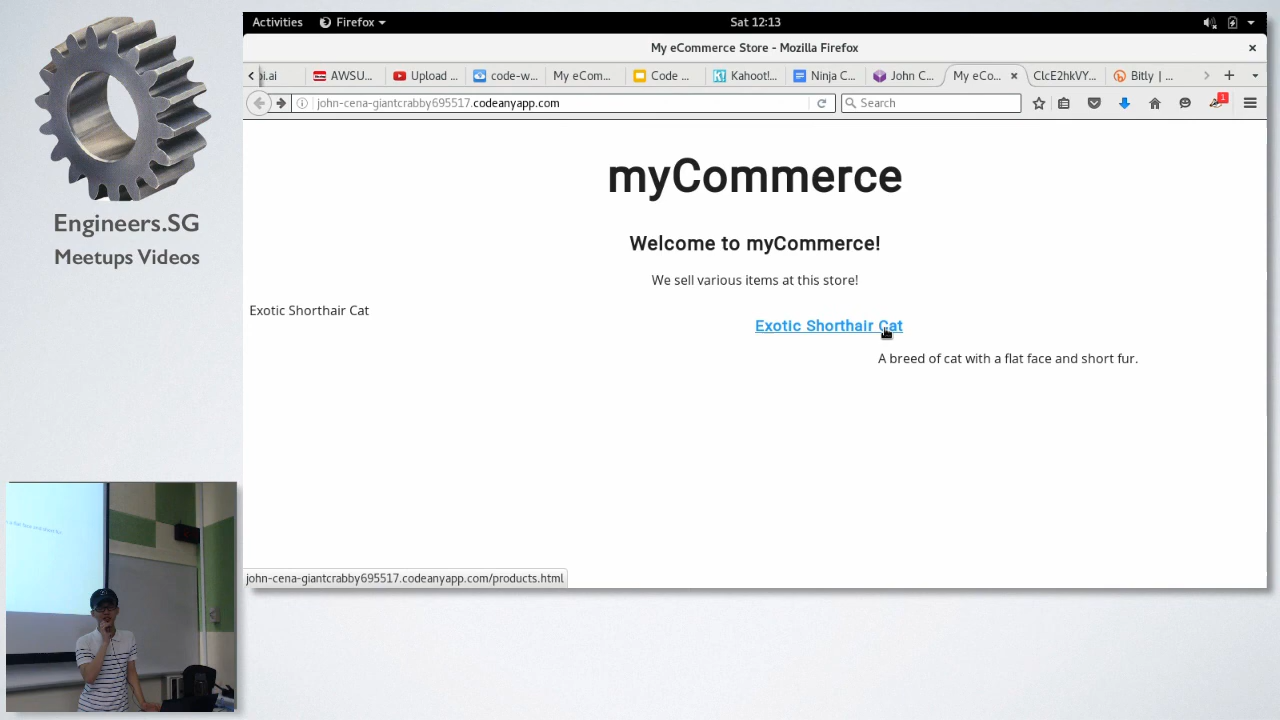 Engineers.SG
Meetups Videos
Activities Firefox Sat 12:13
My eCommerce Store - Mozilla Firefox
AWSU... Upload ... code-w... My eCom... Code ... Kahoot!... Ninja C... John C... My eCo... ClcE2hkVY... Bitly | ...
john-cena-giantcrabby695517.codeanyapp.com Search 1
myCommerce
Welcome to myCommerce!
We sell various items at this store!
Exotic Shorthair Cat
Exotic Shorthair Cat
A breed of cat with a flat face and short fur.
john-cena-giantcrabby695517.codeanyapp.com/products.html